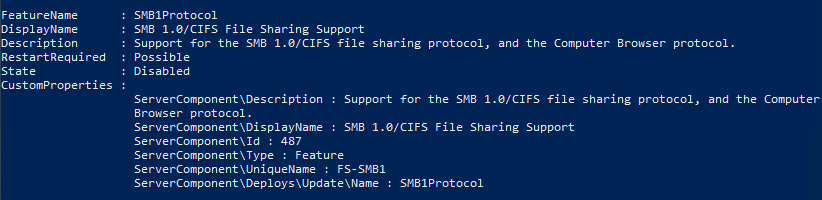 FeatureName      : SMB1Protocol
DisplayName      : SMB 1.0/CIFS File Sharing Support
Description      : Support for the SMB 1.0/CIFS file sharing protocol, and the Computer Browser protocol.
RestartRequired  : Possible
State            : Disabled
CustomProperties :
                   ServerComponent\Description : Support for the SMB 1.0/CIFS file sharing protocol, and the Computer
                   Browser protocol.
                   ServerComponent\DisplayName : SMB 1.0/CIFS File Sharing Support
                   ServerComponent\Id : 487
                   ServerComponent\Type : Feature
                   ServerComponent\UniqueName : FS-SMB1
                   ServerComponent\Deploys\Update\Name : SMB1Protocol